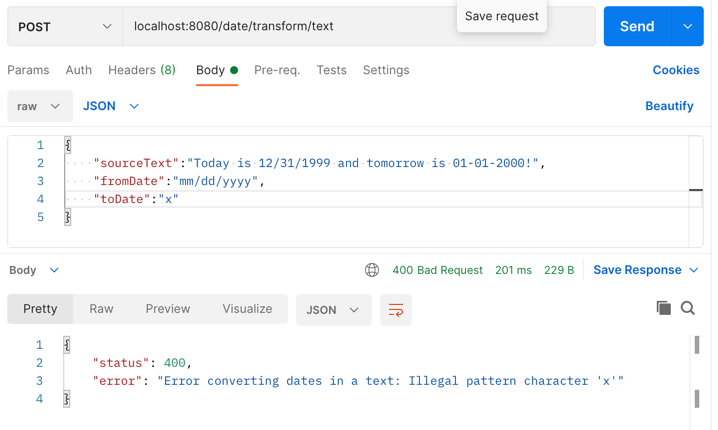 POST localhost:8080/date/transform/text Save request Send
Params Auth Headers (8) Body Pre-req. Tests Settings Cookies
raw JSON Beautify
1 {
2 "sourceText":"Today is 12/31/1999 and tomorrow is 01-01-2000!",
3 "fromDate":"mm/dd/yyyy",
4 "toDate":"x"
5 }
Body 400 Bad Request 201 ms 229 B Save Response
Pretty Raw Preview Visualize JSON
1 {
2 "status": 400,
3 "error": "Error converting dates in a text: Illegal pattern character 'x'"
4 }